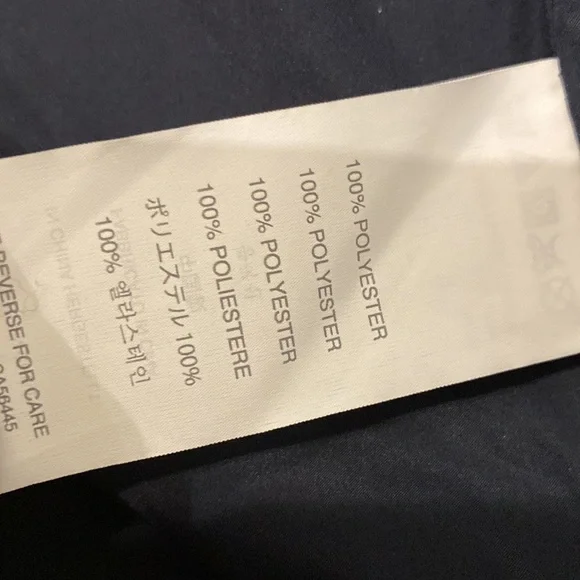 100% POLYESTER
100% POLYESTER
100% POLYESTER
100% POLIESTERE
ポリエステル 100%
100% 엘라스테인
REVERSE FOR CARE
CA56445